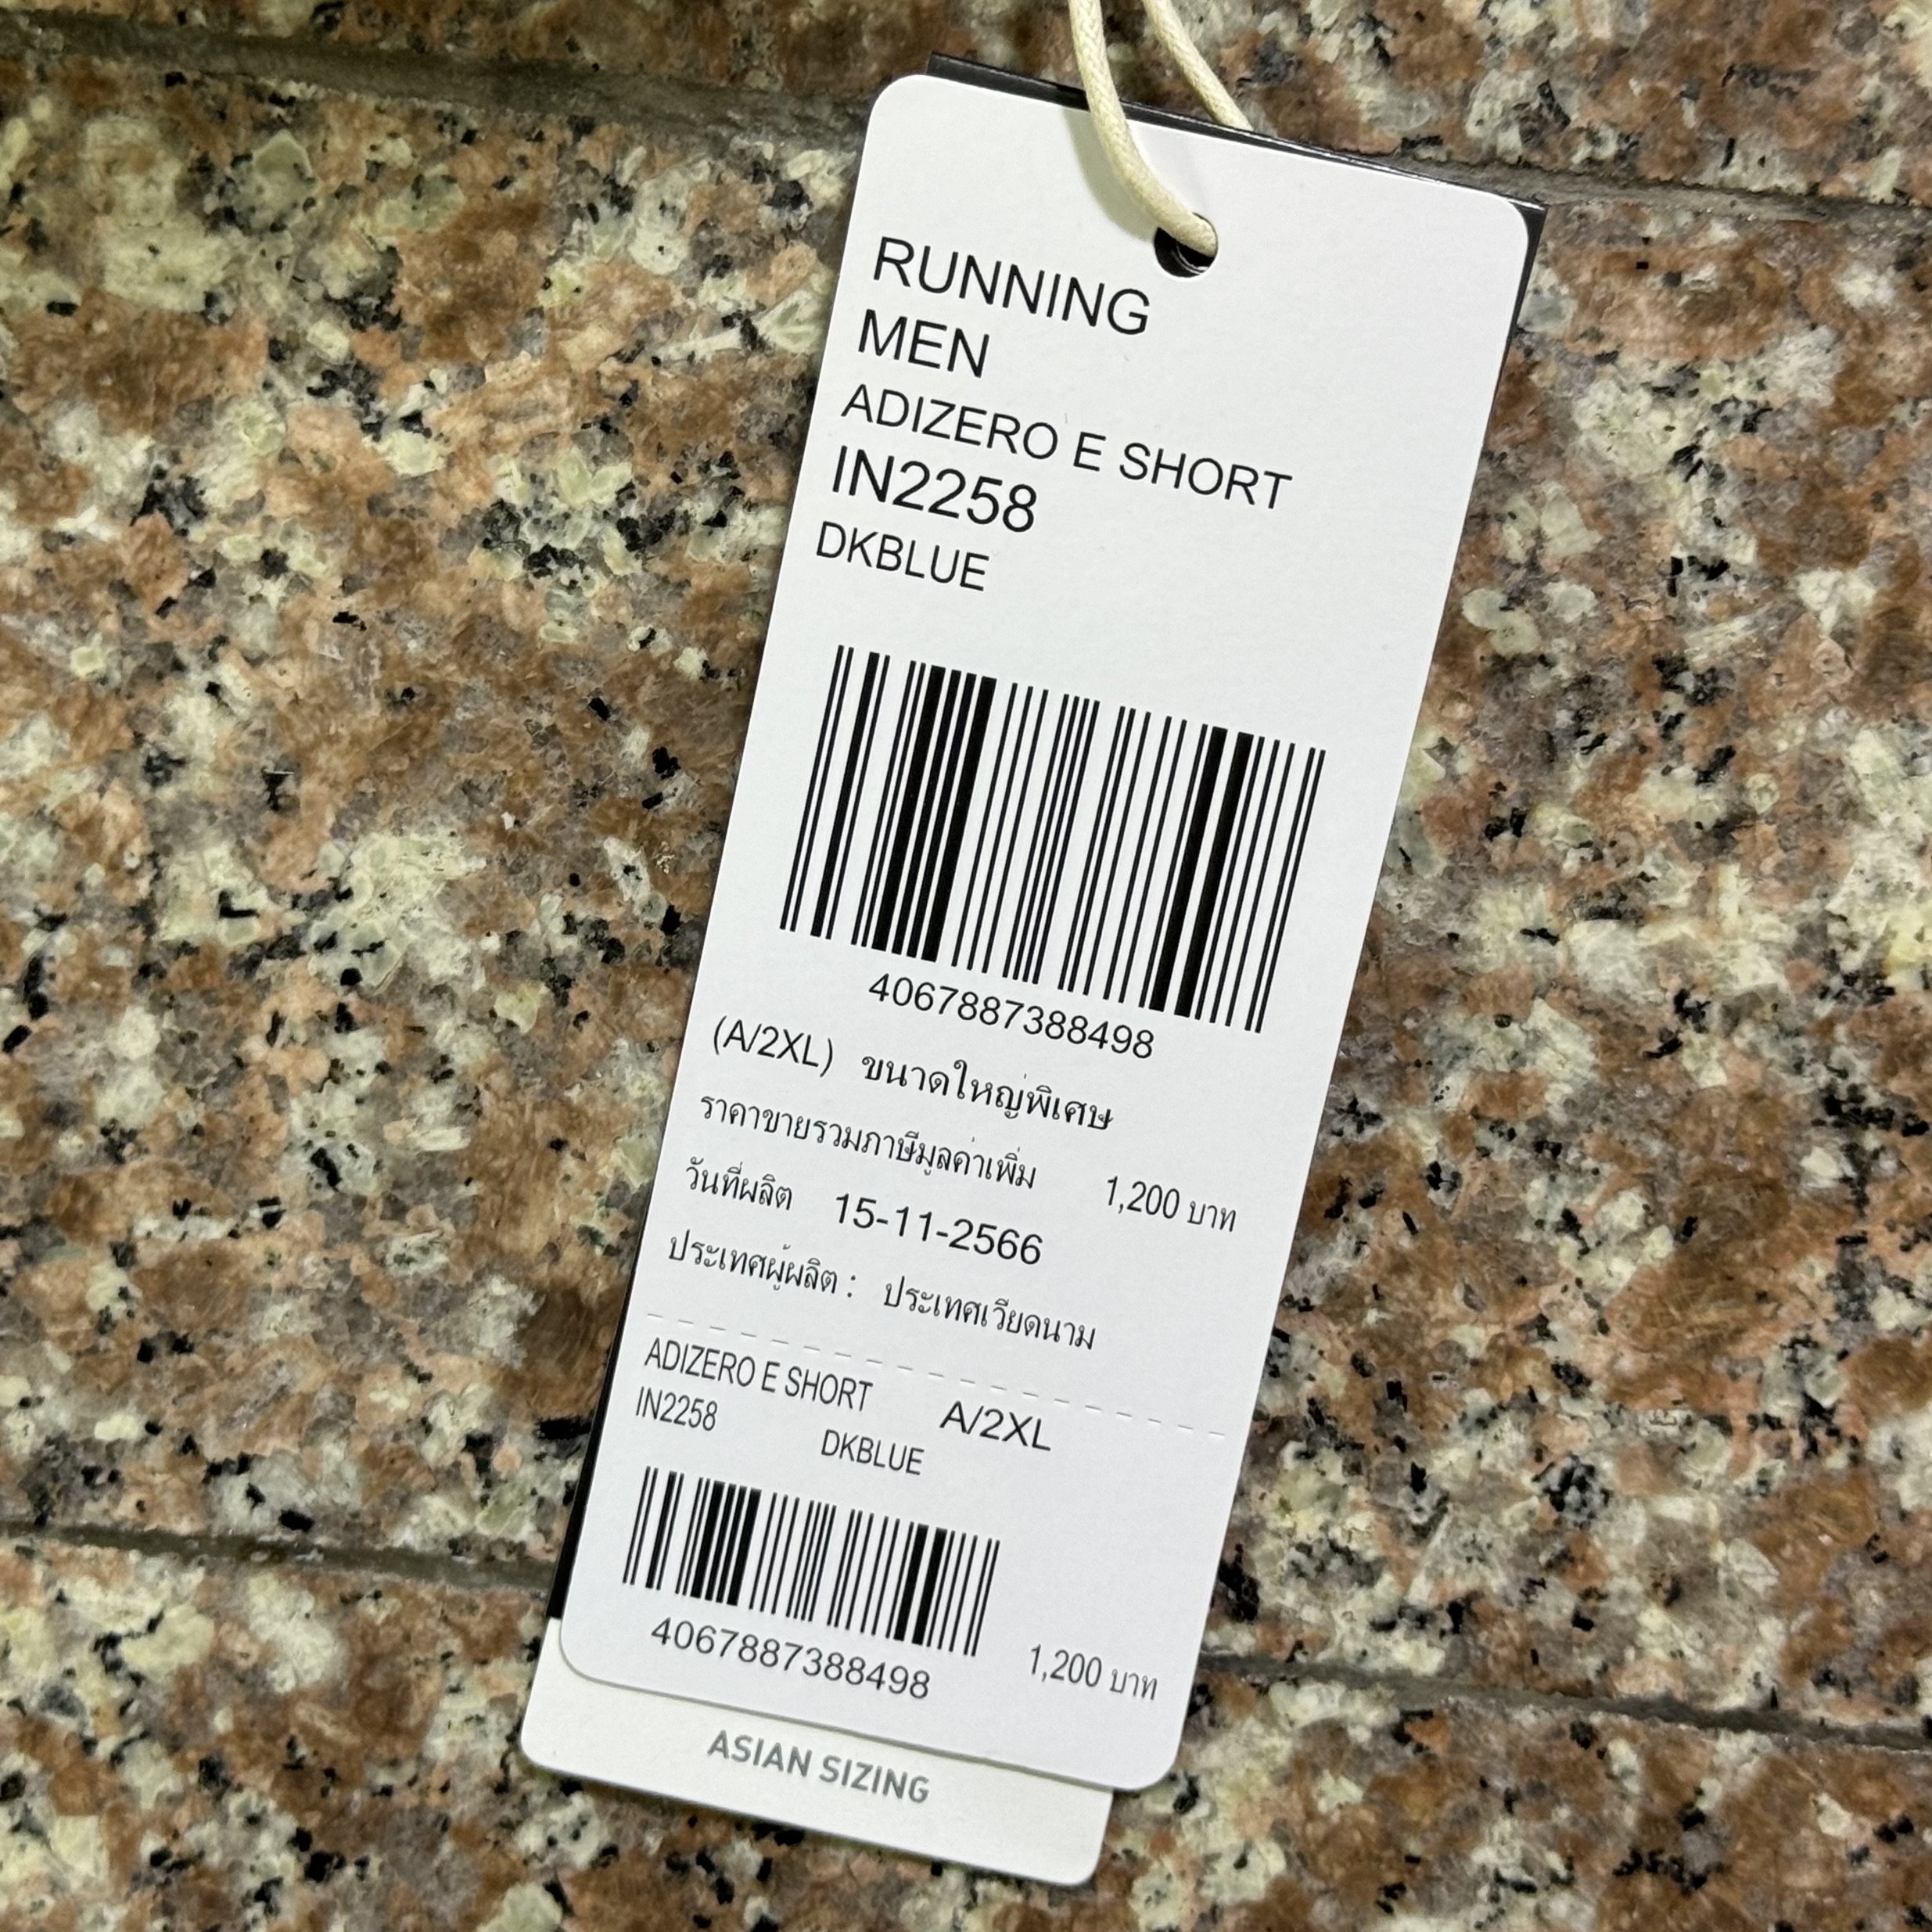 RUNNING
MEN
ADIZERO E SHORT
IN2258
DKBLUE
4067887388498
(A/2XL) ขนาดใหญ่พิเศษ
ราคาขายรวมภาษีมูลค่าเพิ่ม 1,200 บาท
วันที่ผลิต 15-11-2566
ประเทศผู้ผลิต : ประเทศเวียดนาม
ADIZERO E SHORT A/2XL
IN2258 DKBLUE
4067887388498 1,200 บาท
ASIAN SIZING